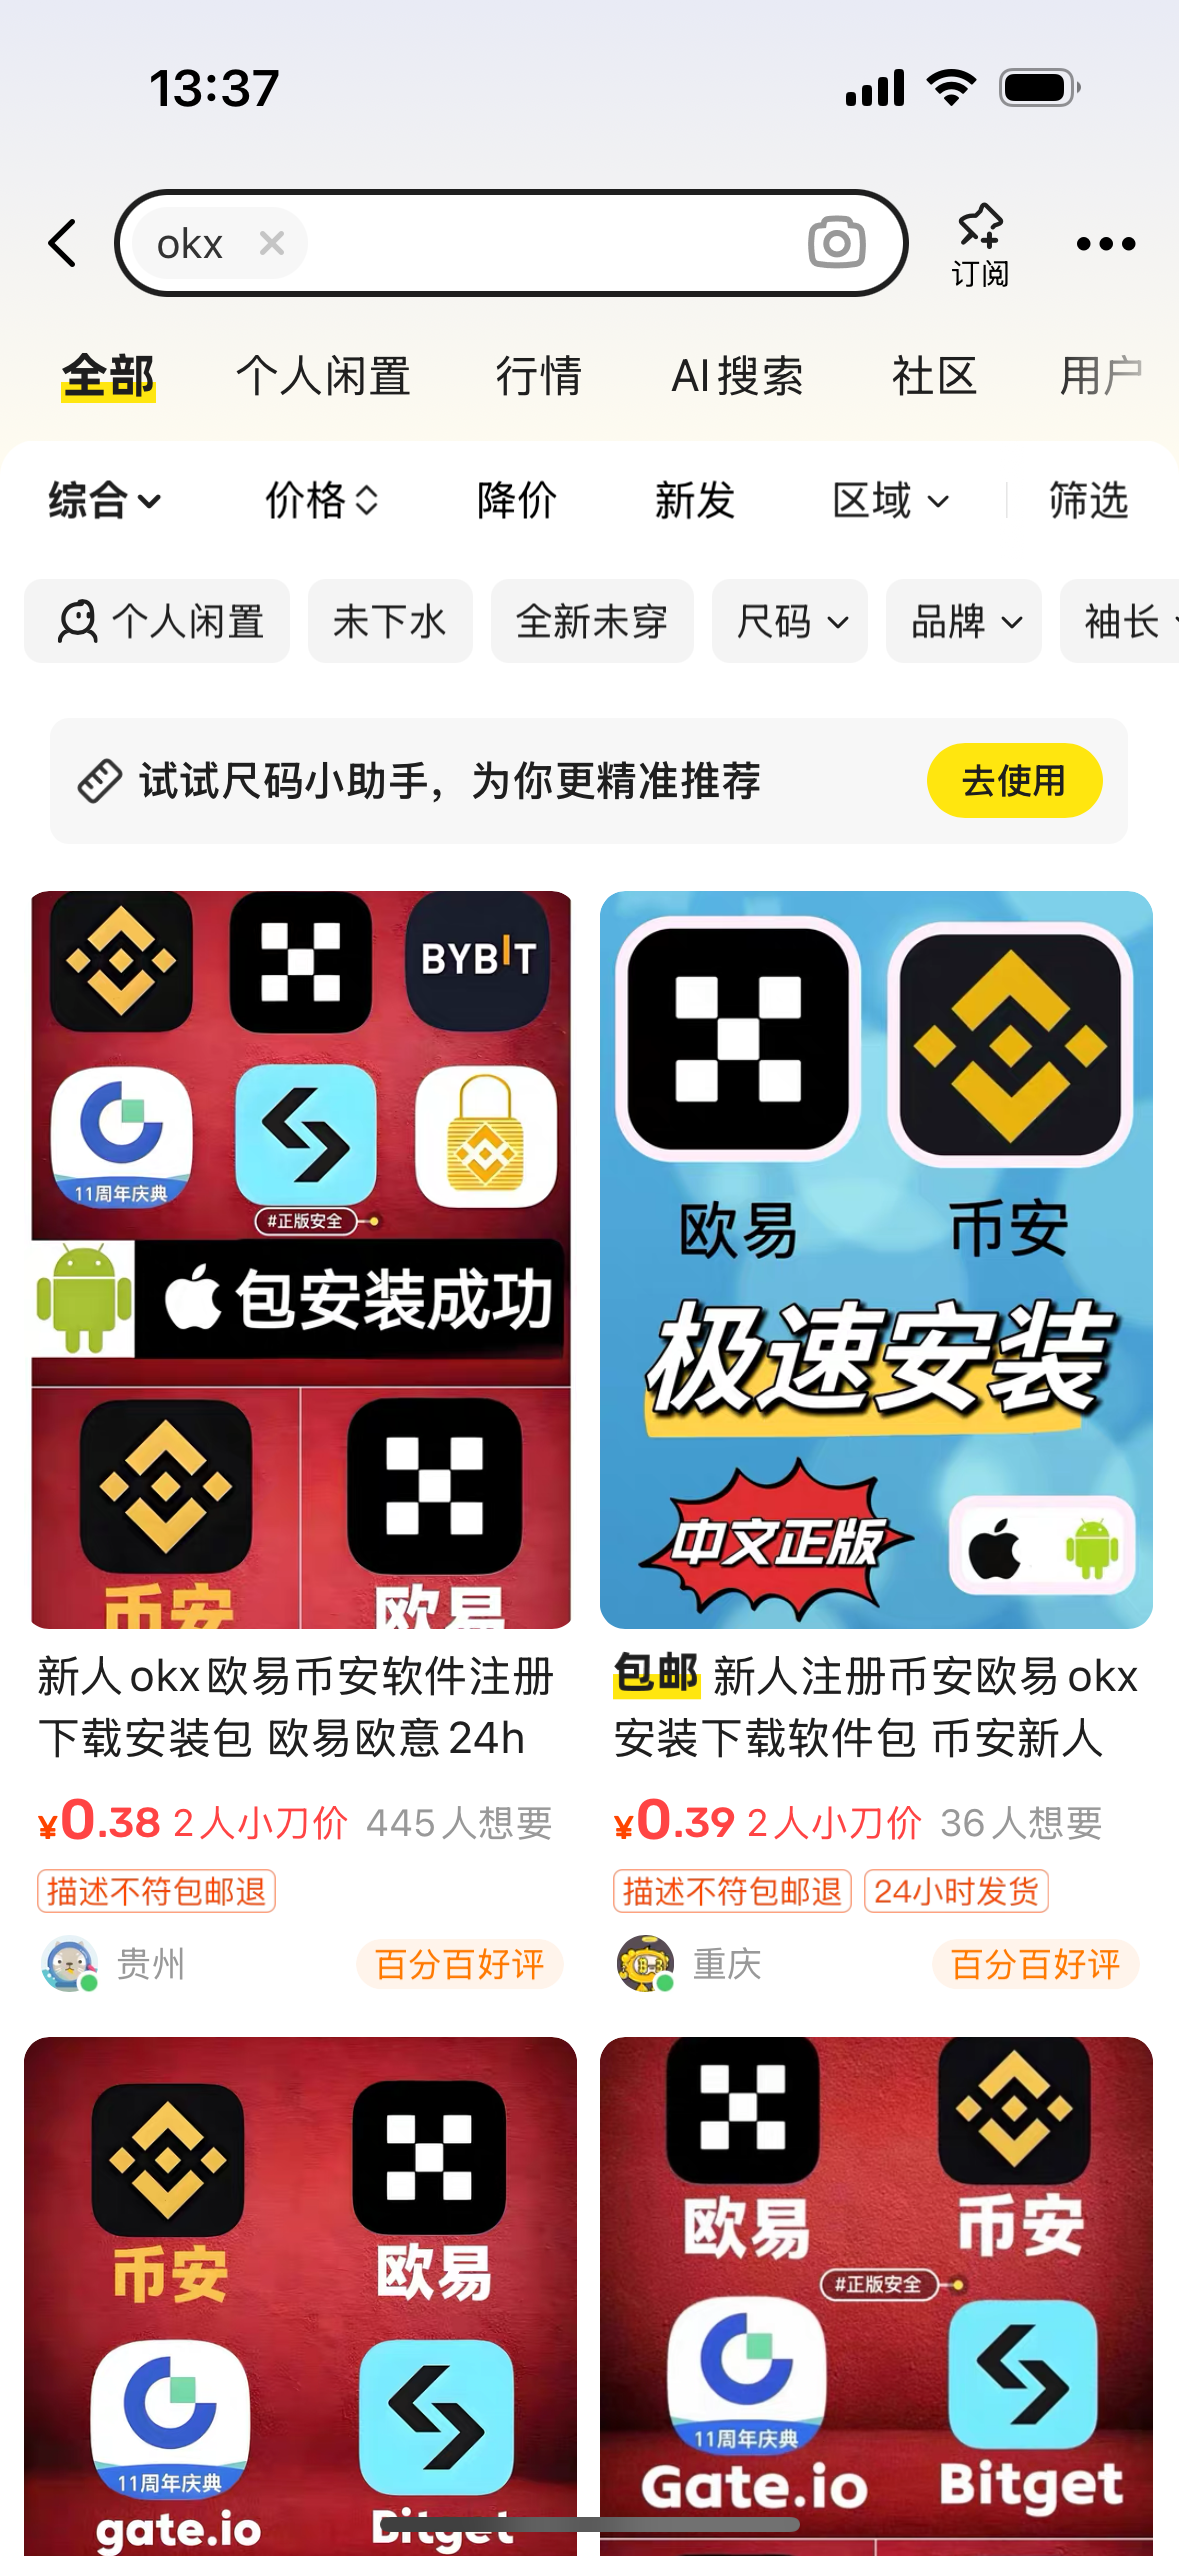 13:37
okx
订阅
全部 个人闲置 行情 AI搜索 社区 用户
综合 价格 降价 新发 区域 筛选
个人闲置 未下水 全新未穿 尺码 品牌 袖长
试试尺码小助手，为你更精准推荐 去使用
BYBIT
11周年庆典
#正版安全
包安装成功
币安 欧易
新人okx欧易币安软件注册
下载安装包 欧易欧意24h
¥0.38 2人小刀价 445人想要
描述不符包邮退
贵州 百分百好评
欧易 币安
极速安装
中文正版
包邮 新人注册币安欧易okx
安装下载软件包 币安新人
¥0.39 2人小刀价 36人想要
描述不符包邮退 24小时发货
重庆 百分百好评
币安 欧易
11周年庆典
gate.io Bitget
欧易 币安
#正版安全
11周年庆典
Gate.io Bitget